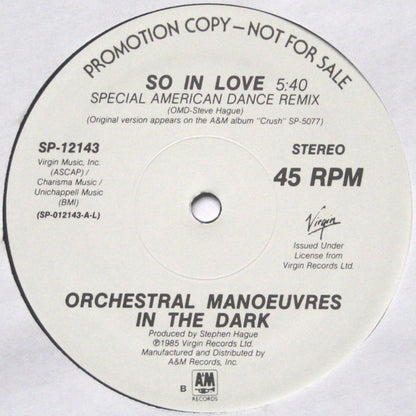 PROMOTION COPY—NOT FOR SALE
SO IN LOVE 5:40
SPECIAL AMERICAN DANCE REMIX
(OMD-Steve Hague)
(Original version appears on the A&M album "Crush" SP-5077)
SP-12143
Virgin Music, Inc.
(ASCAP) /
Charisma Music /
Unichappell Music
(BMI)
(SP-012143-A-L)
STEREO
45 RPM
Virgin
Issued Under
License from
Virgin Records Ltd.
ORCHESTRAL MANOEUVRES
IN THE DARK
Produced by Stephen Hague
℗1985 Virgin Records Ltd.
Manufactured and Distributed by
A&M Records, Inc.
B
A&M
RECORDS